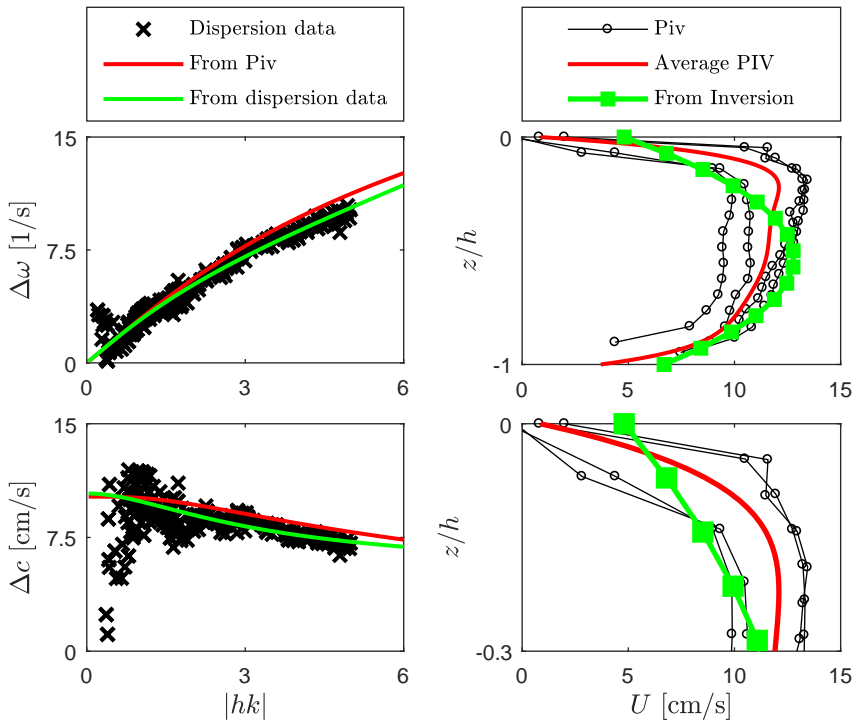 Dispersion data
From Piv
From dispersion data
Piv
Average PIV
From Inversion
15
7.5
0
Δω [1/s]
0
3
6
0
-1
z/h
0
5
10
15
15
7.5
0
Δc [cm/s]
0
3
6
|hk|
0
-0.3
z/h
0
5
10
15
U [cm/s]